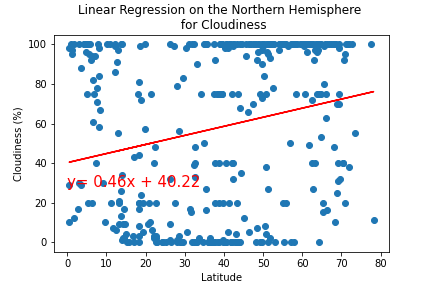 Linear Regression on the Northern Hemisphere
for Cloudiness
100
80
60
40
20
0
Cloudiness (%)
y= 0.46x + 40.22
0 10 20 30 40 50 60 70 80
Latitude